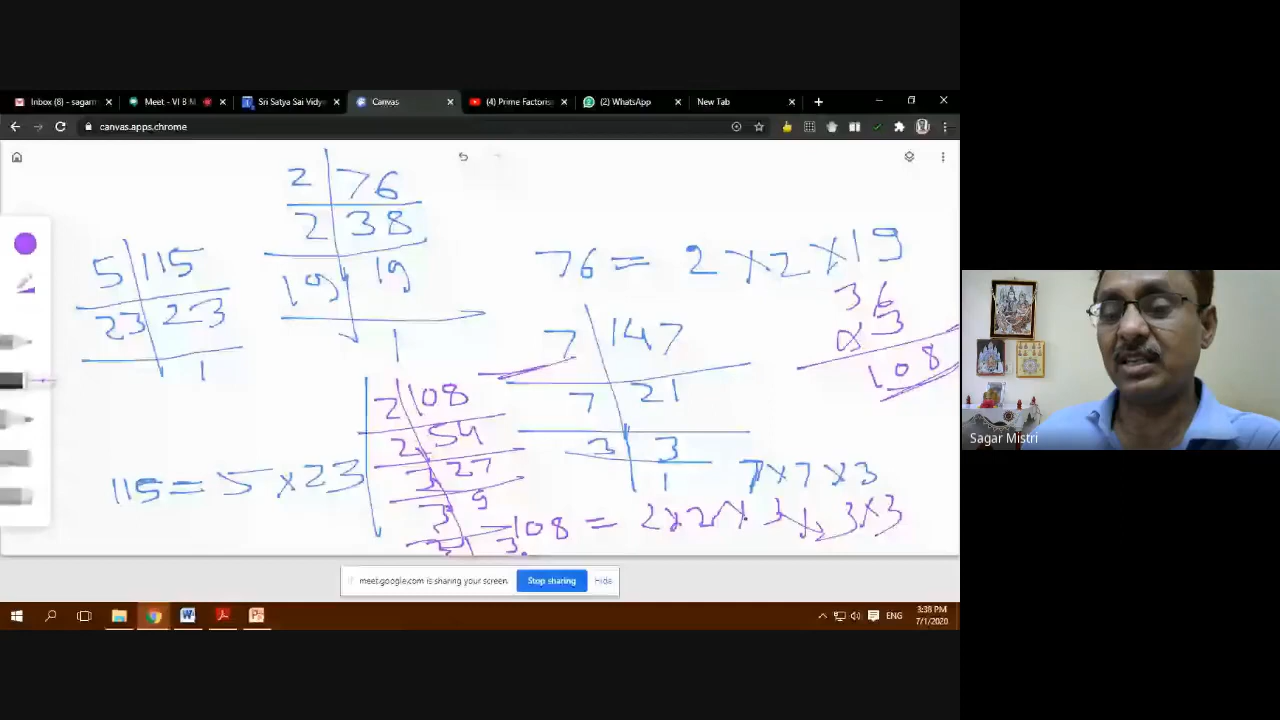 Inbox (8) - sagarm
Meet - VI B M
Sri Satya Sai Vidy
Canvas
(4) Prime Factoris
(2) WhatsApp
New Tab
canvas.apps.chrome
2 76
2 38
19 19
1
5 115
23 23
1
76 = 2 × 2 × 19
36
× 3
108
7 147
7 21
3 3
1
7 × 7 × 3
2 108
2 54
3 27
3 9
3 3
115 = 5 × 23
108 = 2 × 2 × 3 × 3 × 3
Sagar Mistri
meet.google.com is sharing your screen.
Stop sharing
Hide
ENG
3:38 PM
7/1/2020